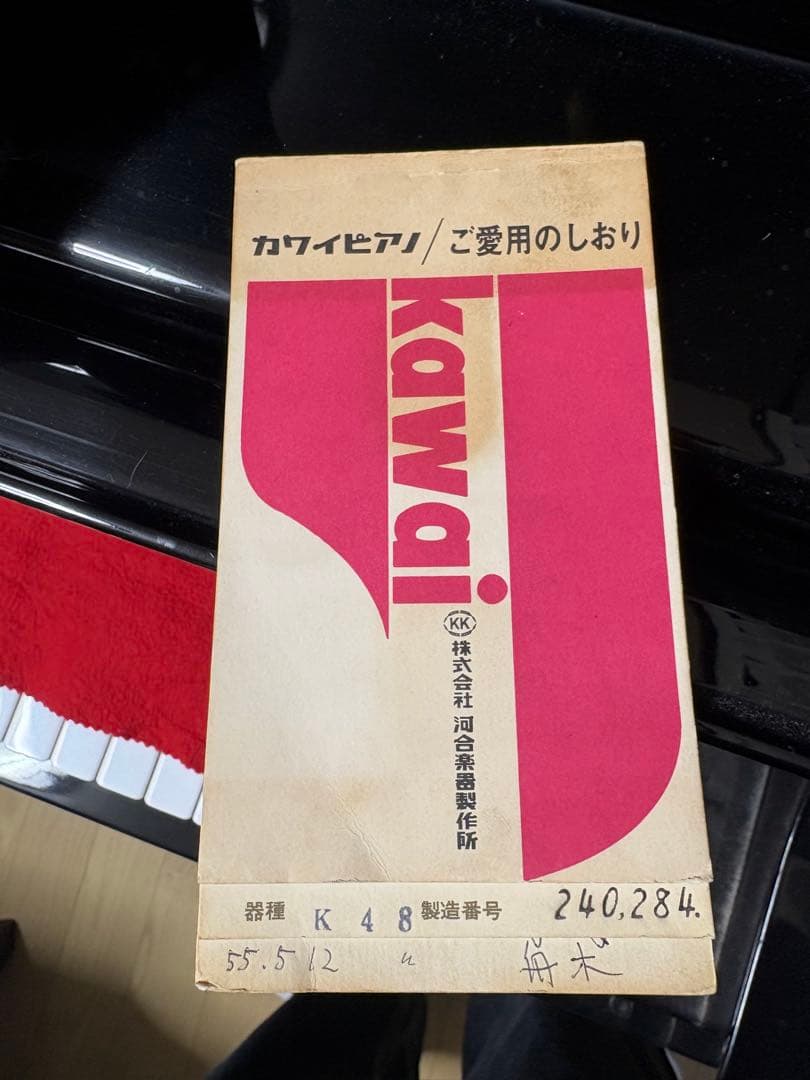 カワイピアノ/ご愛用のしおり
kawai
KK
株式会社 河合楽器製作所
器種 K48 製造番号 240,284.
55.5 12 〃